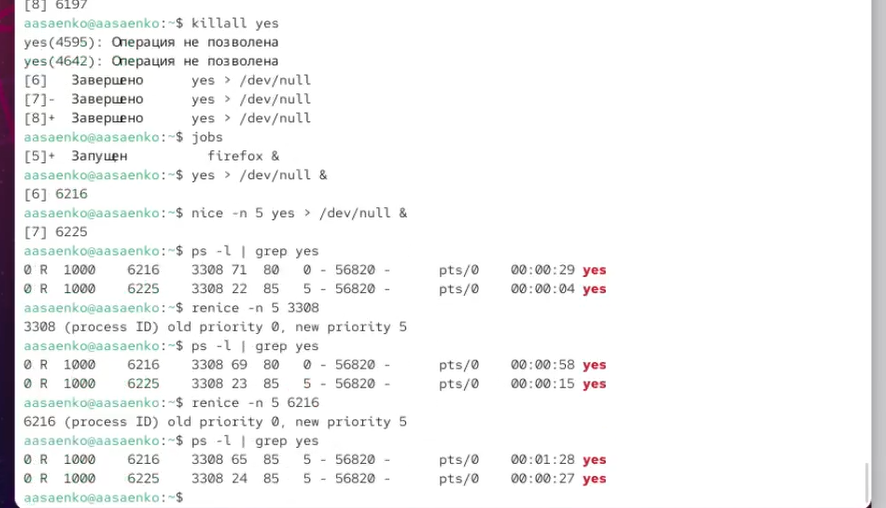 [8] 6197
aasaenko@aasaenko:~$ killall yes
yes(4595): Операция не позволена
yes(4642): Операция не позволена
[6]   Завершено      yes > /dev/null
[7]-  Завершено      yes > /dev/null
[8]+  Завершено      yes > /dev/null
aasaenko@aasaenko:~$ jobs
[5]+  Запущен        firefox &
aasaenko@aasaenko:~$ yes > /dev/null &
[6] 6216
aasaenko@aasaenko:~$ nice -n 5 yes > /dev/null &
[7] 6225
aasaenko@aasaenko:~$ ps -l | grep yes
0 R  1000    6216    3308 71  80   0 - 56820 -      pts/0    00:00:29 yes
0 R  1000    6225    3308 22  85   5 - 56820 -      pts/0    00:00:04 yes
aasaenko@aasaenko:~$ renice -n 5 3308
3308 (process ID) old priority 0, new priority 5
aasaenko@aasaenko:~$ ps -l | grep yes
0 R  1000    6216    3308 69  80   0 - 56820 -      pts/0    00:00:58 yes
0 R  1000    6225    3308 23  85   5 - 56820 -      pts/0    00:00:15 yes
aasaenko@aasaenko:~$ renice -n 5 6216
6216 (process ID) old priority 0, new priority 5
aasaenko@aasaenko:~$ ps -l | grep yes
0 R  1000    6216    3308 65  85   5 - 56820 -      pts/0    00:01:28 yes
0 R  1000    6225    3308 24  85   5 - 56820 -      pts/0    00:00:27 yes
aasaenko@aasaenko:~$